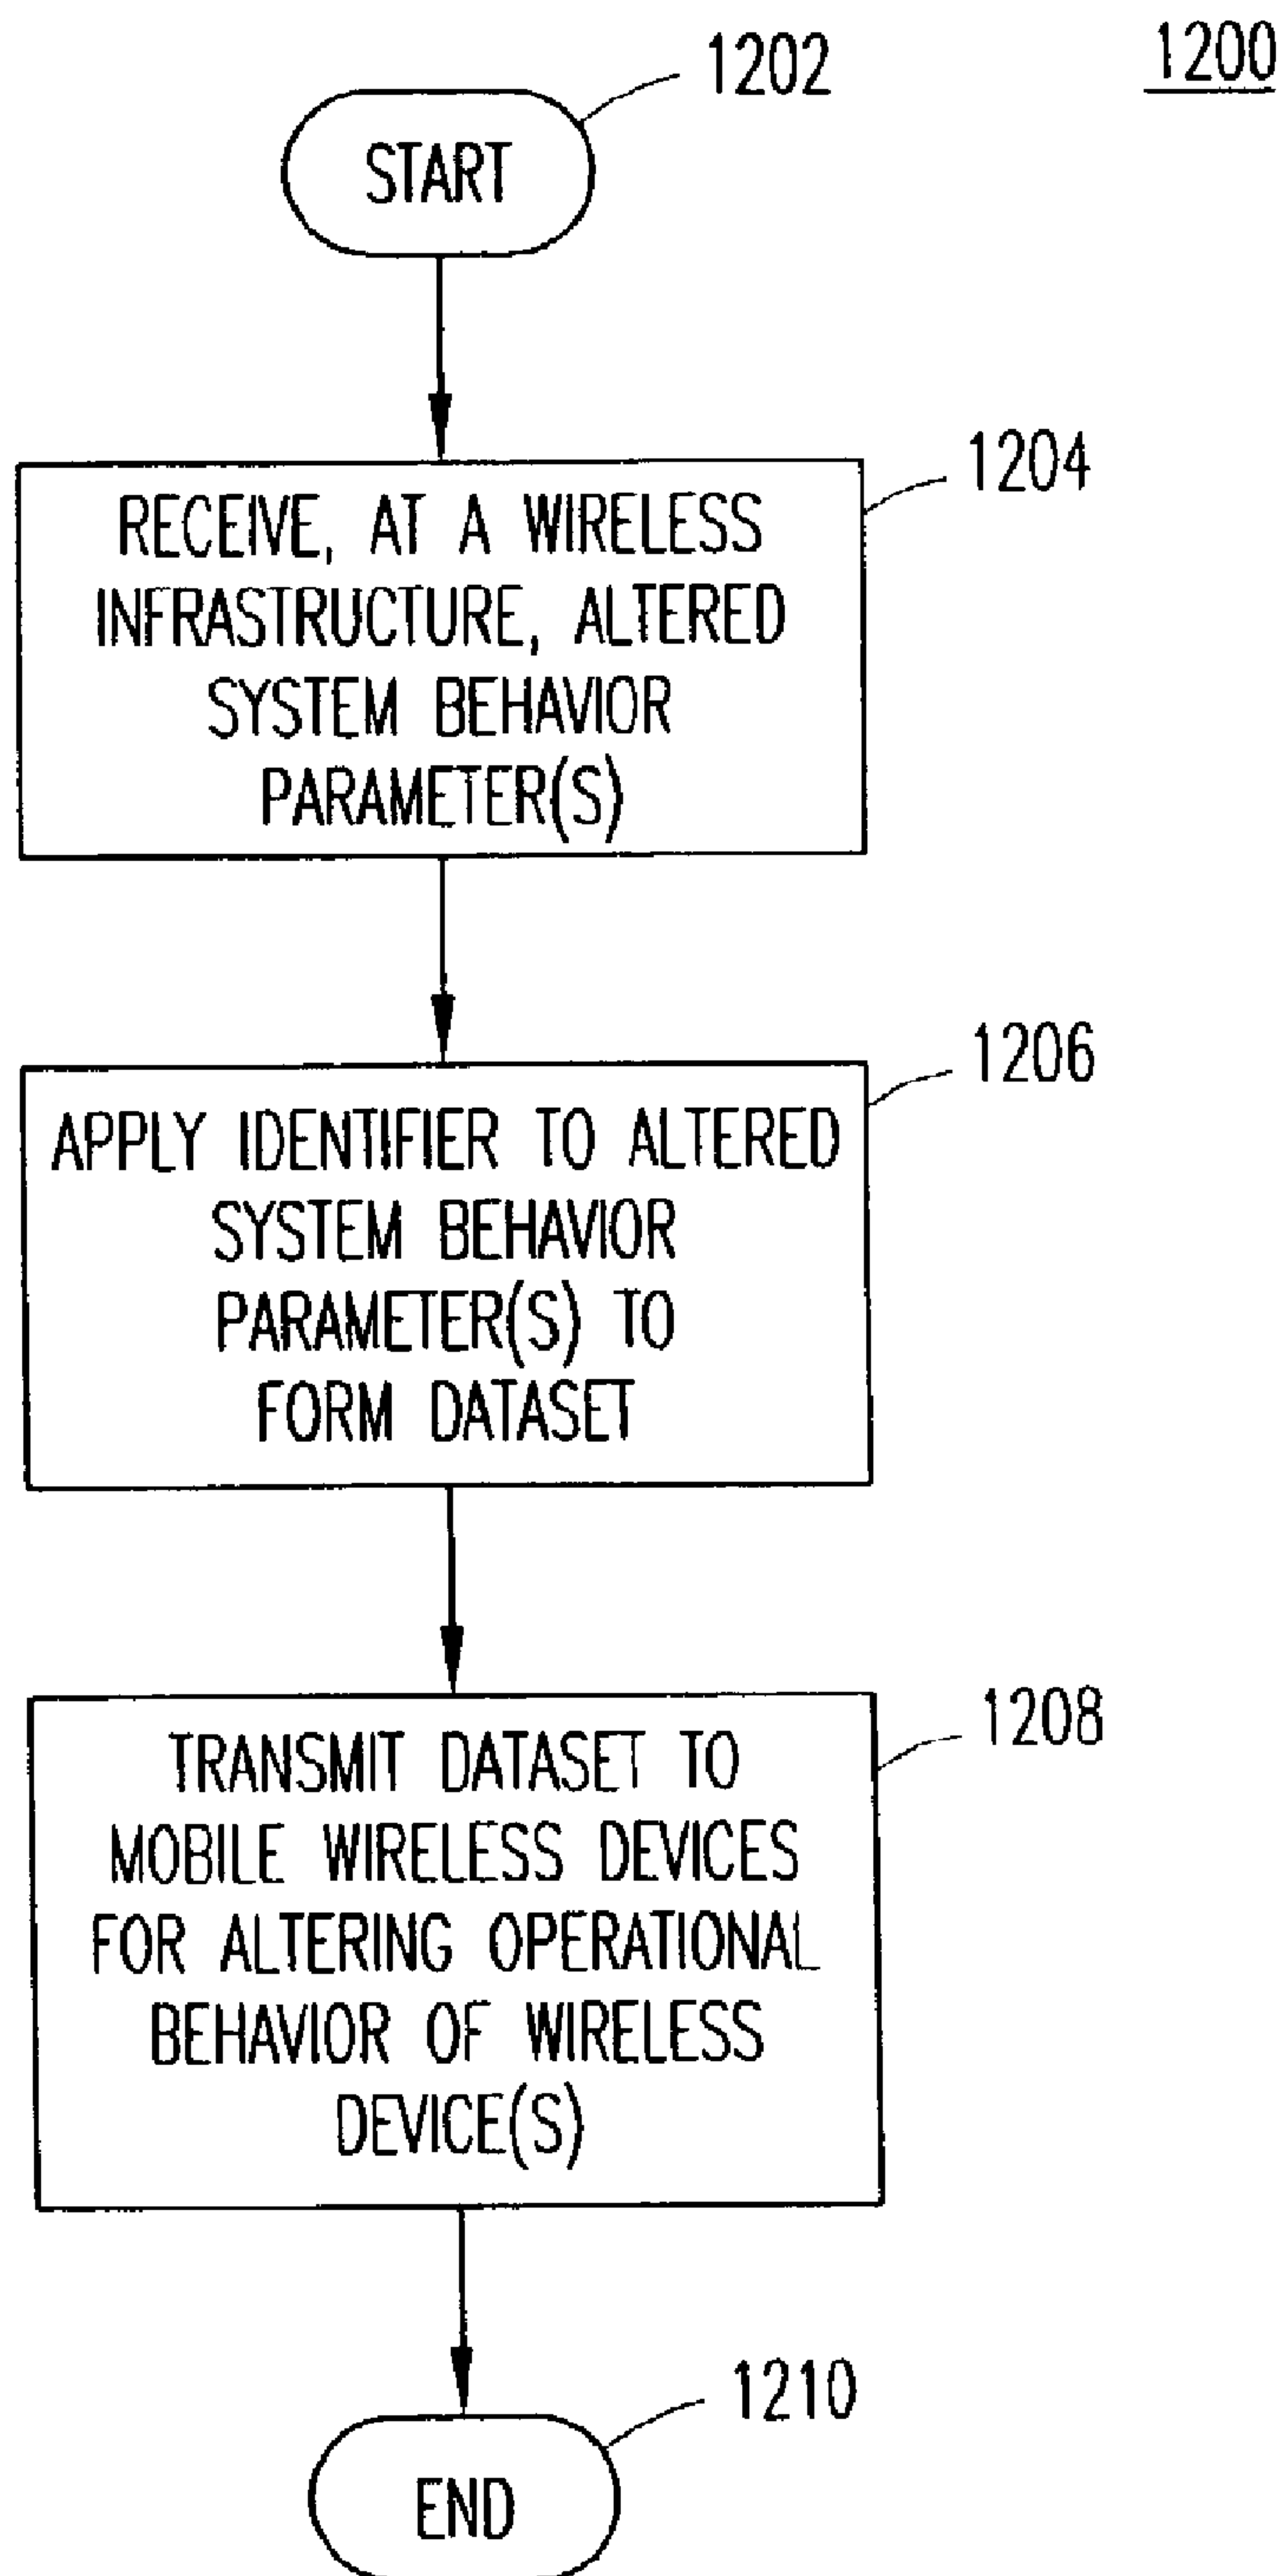 1200
1202
START
1204
RECEIVE, AT A WIRELESS
INFRASTRUCTURE, ALTERED
SYSTEM BEHAVIOR
PARAMETER(S)
1206
APPLY IDENTIFIER TO ALTERED
SYSTEM BEHAVIOR
PARAMETER(S) TO
FORM DATASET
1208
TRANSMIT DATASET TO
MOBILE WIRELESS DEVICES
FOR ALTERING OPERATIONAL
BEHAVIOR OF WIRELESS
DEVICE(S)
1210
END